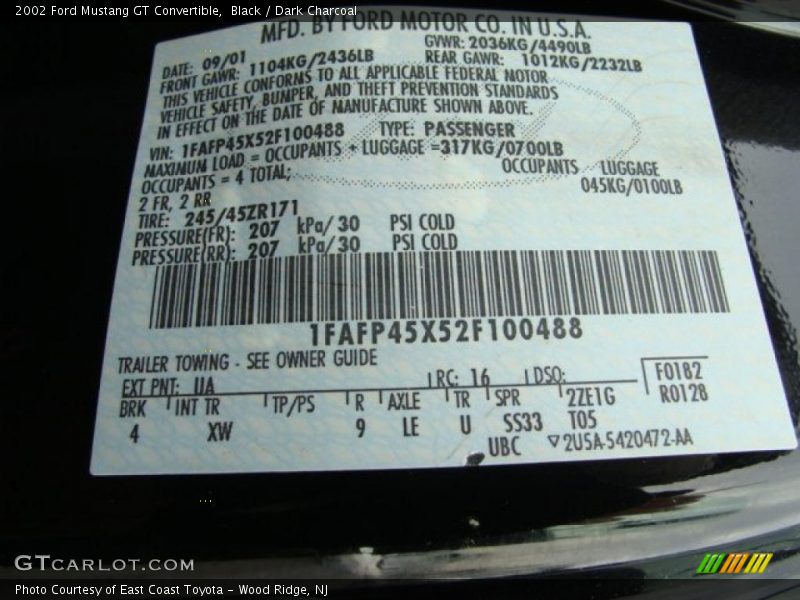 2002 Ford Mustang GT Convertible, Black / Dark Charcoal
MFD. BY FORD MOTOR CO. IN U.S.A.
DATE: 09/01 GVWR: 2036KG/4490LB
FRONT GAWR: 1104KG/2436LB REAR GAWR: 1012KG/2232LB
THIS VEHICLE CONFORMS TO ALL APPLICABLE FEDERAL MOTOR
VEHICLE SAFETY, BUMPER, AND THEFT PREVENTION STANDARDS
IN EFFECT ON THE DATE OF MANUFACTURE SHOWN ABOVE.
VIN: 1FAFP45X52F100488 TYPE: PASSENGER
MAXIMUM LOAD = OCCUPANTS + LUGGAGE =317KG/0700LB
OCCUPANTS = 4 TOTAL; OCCUPANTS LUGGAGE
2 FR, 2 RR 045KG/0100LB
TIRE: 245/45ZR171
PRESSURE(FR): 207 kPa/30 PSI COLD
PRESSURE(RR): 207 kPa/30 PSI COLD
1FAFP45X52F100488
TRAILER TOWING - SEE OWNER GUIDE
EXT PNT: UA RC: 16 DSO: F0182
BRK INT TR TP/PS R AXLE TR SPR 2ZE1G R0128
4 XW 9 LE U SS33 T05
UBC ▽2U5A-5420472-AA
GTCARLOT.COM
Photo Courtesy of East Coast Toyota – Wood Ridge, NJ